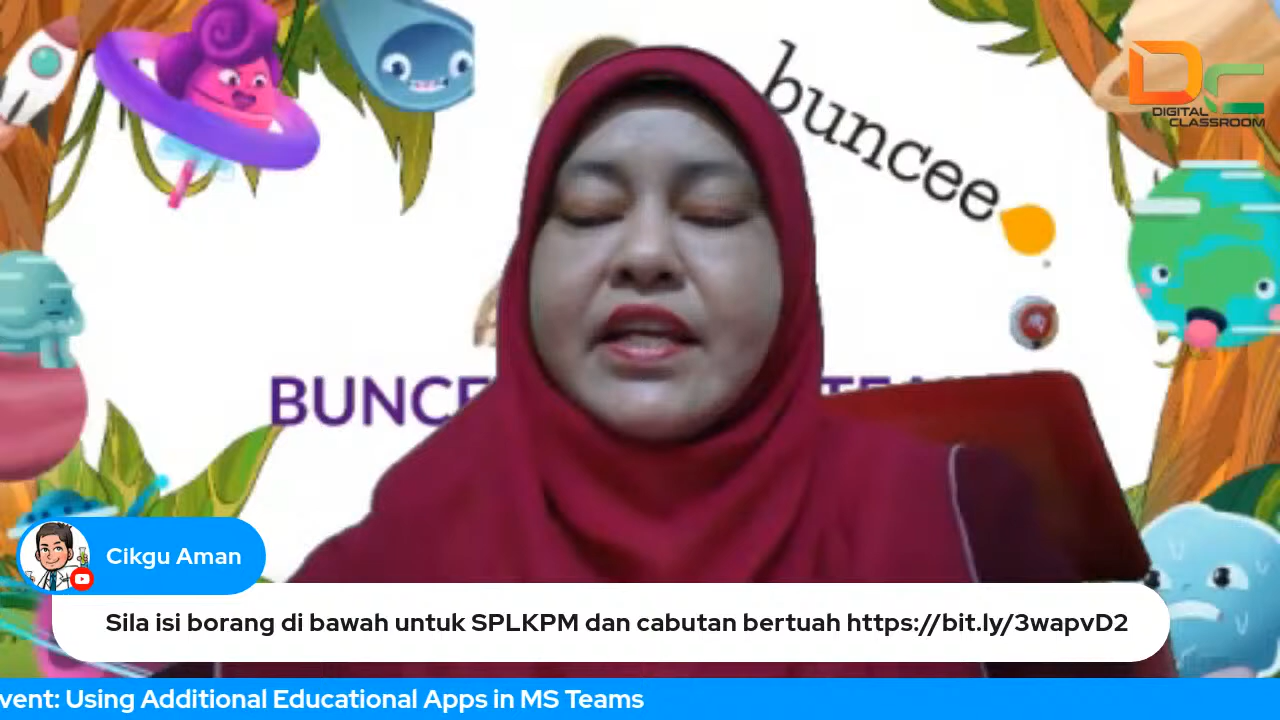 buncee
DIGITAL
CLASSROOM
BUNCE
Cikgu Aman
Sila isi borang di bawah untuk SPLKPM dan cabutan bertuah https://bit.ly/3wapvD2
vent: Using Additional Educational Apps in MS Teams